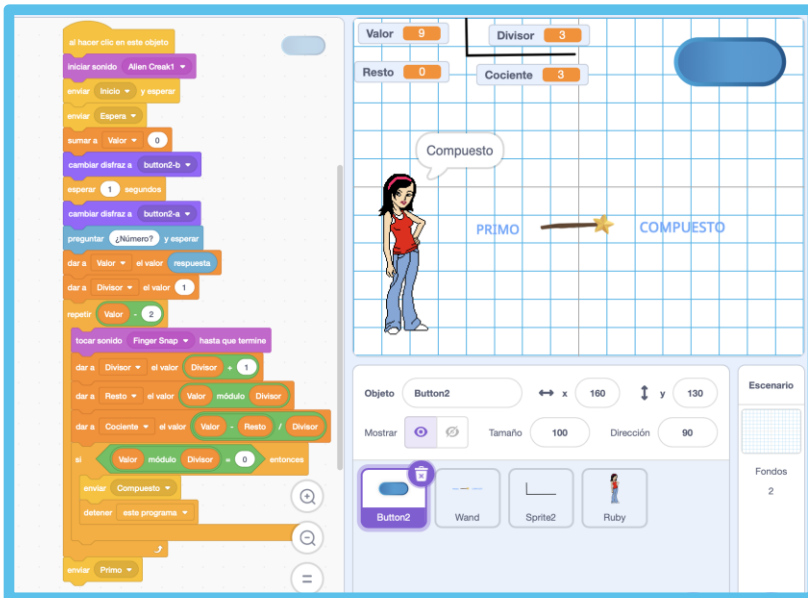 al hacer clic en este objeto
iniciar sonido Alien Creak1
enviar Inicio y esperar
enviar Espera
sumar a Valor 0
cambiar disfraz a button2-b
esperar 1 segundos
cambiar disfraz a button2-a
preguntar ¿Número? y esperar
dar a Valor el valor respuesta
dar a Divisor el valor 1
repetir Valor - 2
tocar sonido Finger Snap hasta que termine
dar a Divisor el valor Divisor + 1
dar a Resto el valor Valor módulo Divisor
dar a Cociente el valor Valor - Resto / Divisor
si Valor módulo Divisor = 0 entonces
enviar Compuesto
detener este programa
enviar Primo
Valor 9 Divisor 3
Resto 0 Cociente 3
Compuesto
PRIMO COMPUESTO
Objeto Button2 x 160 y 130
Mostrar Tamaño 100 Dirección 90
Button2 Wand Sprite2 Ruby
Escenario
Fondos
2